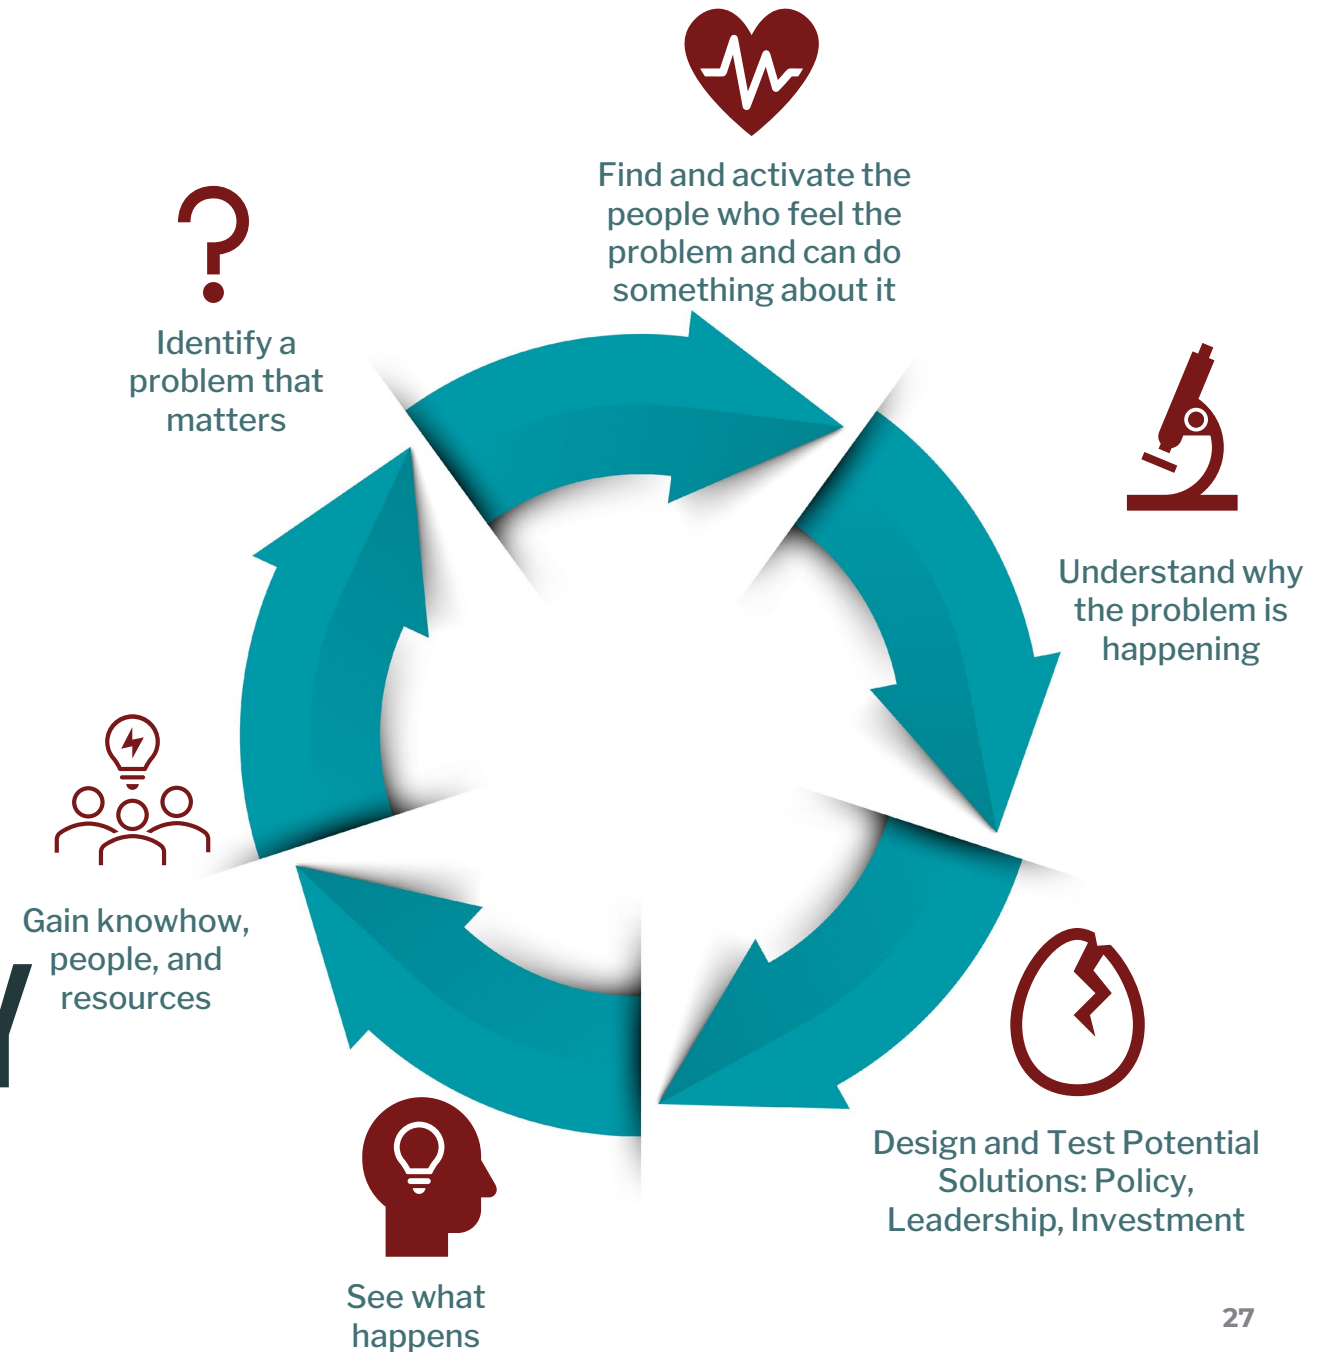 Find and activate the
people who feel the
problem and can do
something about it
Identify a
problem that
matters
Understand why
the problem is
happening
Gain knowhow,
people, and
resources
Y
Design and Test Potential
Solutions: Policy,
Leadership, Investment
See what
happens
27